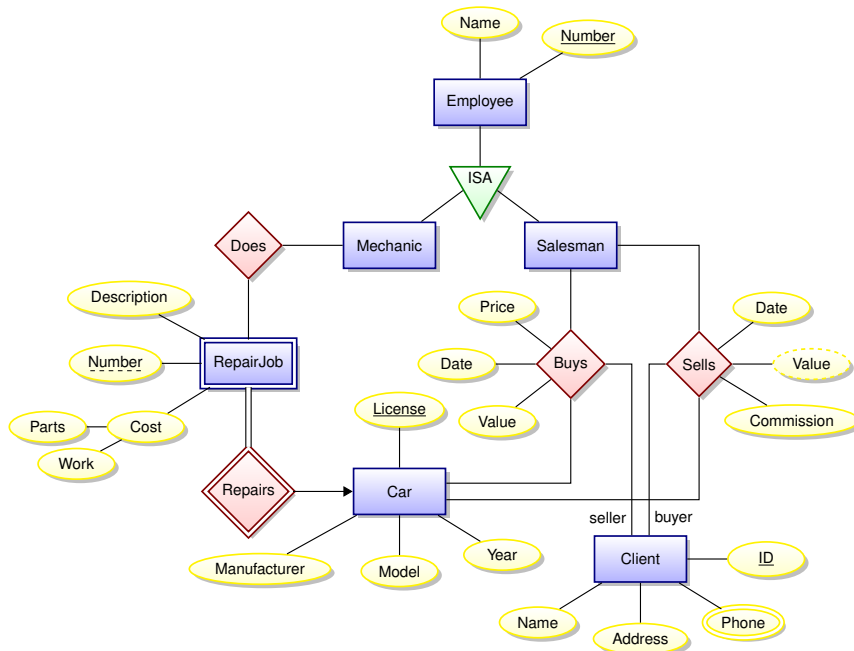 Name
Number
Employee
ISA
Does
Mechanic
Salesman
Description
Price
Date
Number
RepairJob
Date
Buys
Sells
Value
License
Value
Commission
Parts
Cost
Work
Repairs
Car
seller
buyer
Manufacturer
Model
Year
Client
ID
Name
Address
Phone